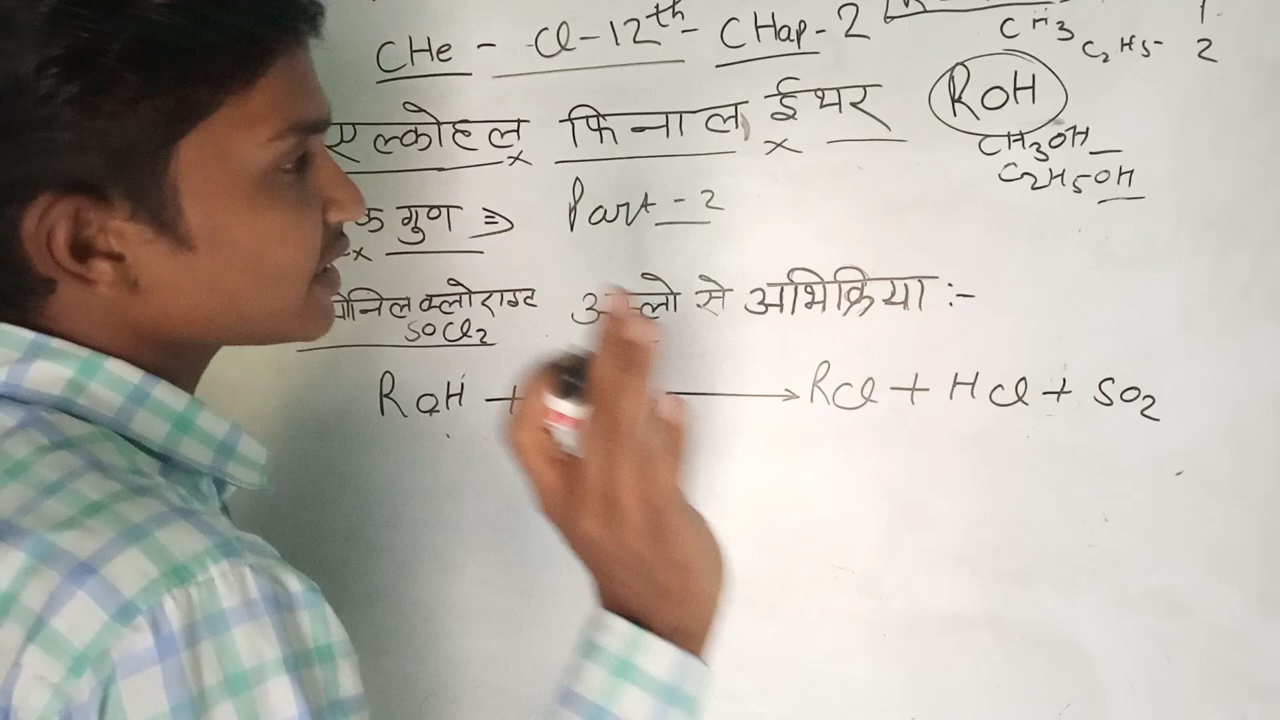 CHe - Cl-12th- CHap-2
CH3
C2H5-
1
2
एल्कोहल फिनाल ईथर
ROH
CH3OH
C2H5OH
गुण ⇒ Part-2
क्लोराइड से अभिक्रिया :-
SOCl2
ROH + → RCl + HCl + SO2